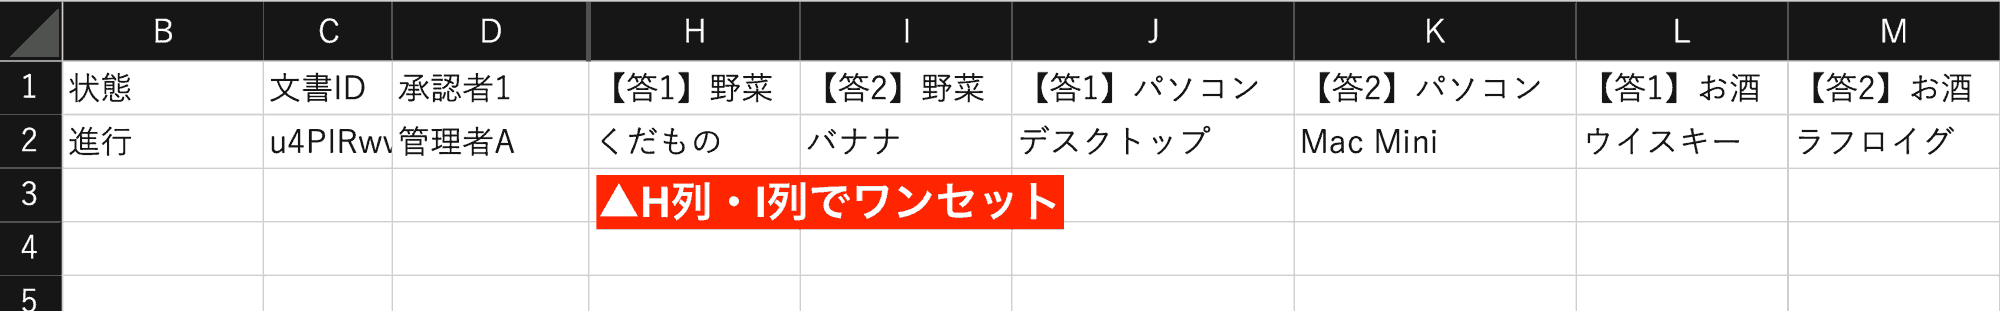 B C D H I J K L M
1 状態 文書ID 承認者1 【答1】野菜 【答2】野菜 【答1】パソコン 【答2】パソコン 【答1】お酒 【答2】お酒
2 進行 u4PlRw 管理者A くだもの バナナ デスクトップ Mac Mini ウイスキー ラフロイグ
3 ▲H列・I列でワンセット
4
5